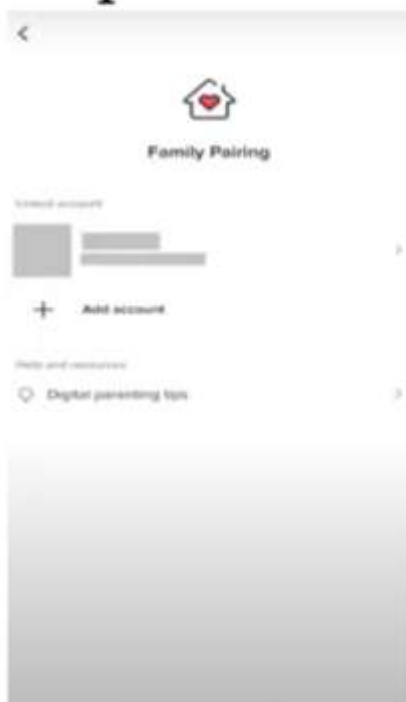 Family Pairing
Linked account
Add account
Help and resources
Digital parenting tips